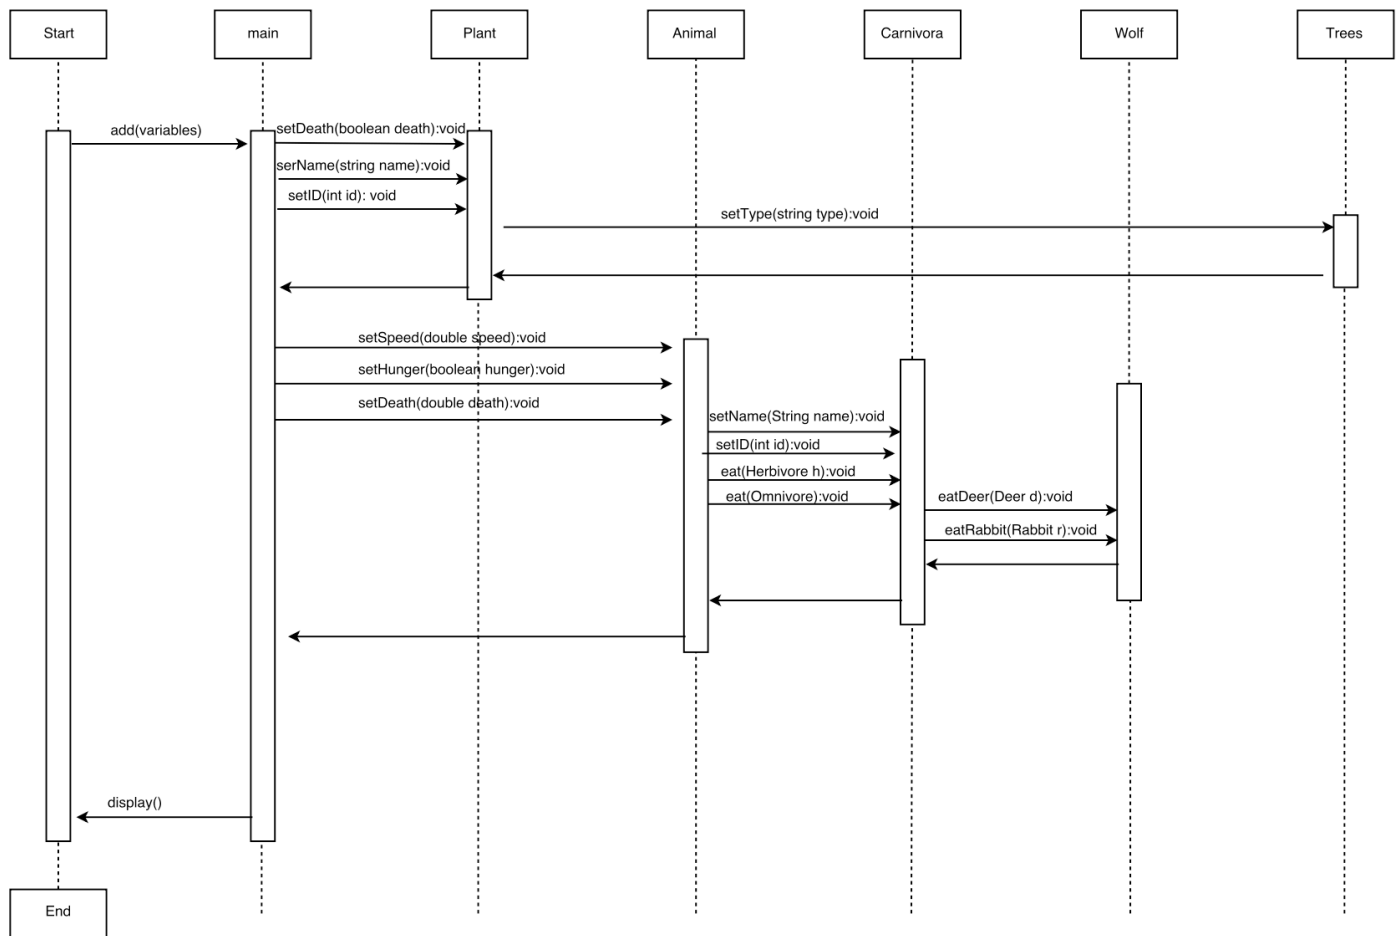 Start
main
Plant
Animal
Carnivora
Wolf
Trees
add(variables)
setDeath(boolean death):void
serName(string name):void
setID(int id): void
setType(string type):void
setSpeed(double speed):void
setHunger(boolean hunger):void
setDeath(double death):void
setName(String name):void
setID(int id):void
eat(Herbivore h):void
eat(Omnivore):void
eatDeer(Deer d):void
eatRabbit(Rabbit r):void
display()
End